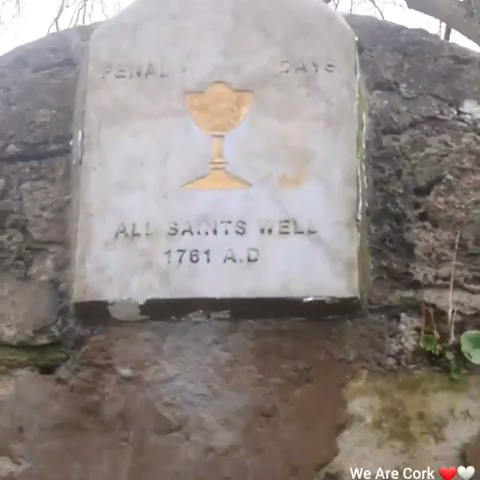 PENAL DAYS
ALL SAINTS WELL
1761 A.D
We Are Cork ❤️🤍